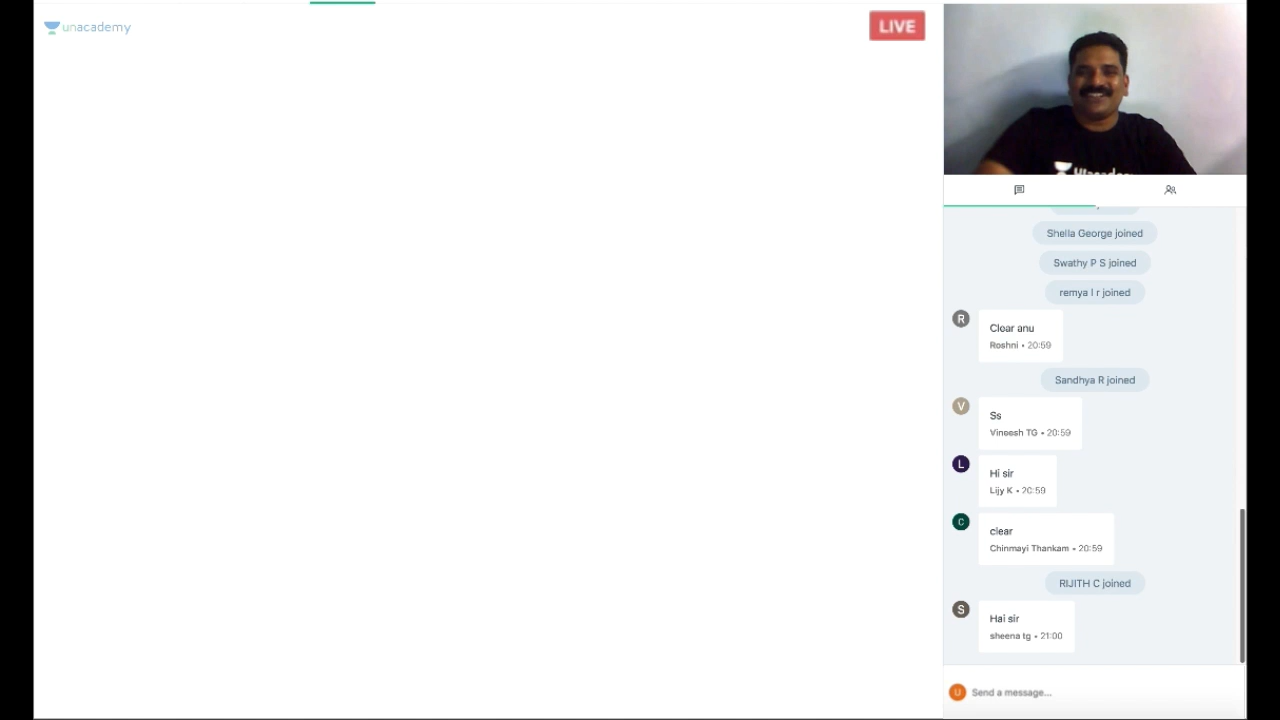 unacademy
LIVE
Shella George joined
Swathy P S joined
remya I r joined
Clear anu
Roshni • 20:59
Sandhya R joined
Ss
Vineesh TG • 20:59
Hi sir
Lijy K • 20:59
clear
Chinmayi Thankam • 20:59
RIJITH C joined
Hai sir
sheena tg • 21:00
Send a message...
R
V
L
C
S
U